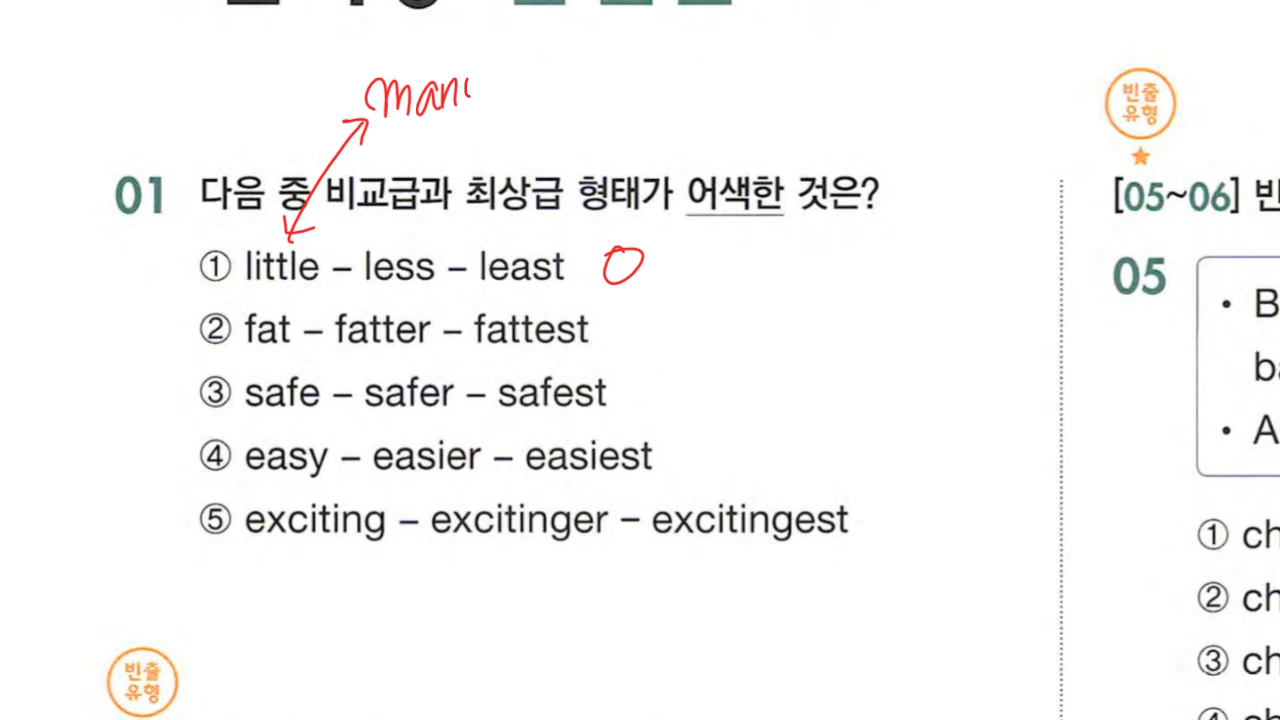 man
빈출
유형
01 다음 중 비교급과 최상급 형태가 어색한 것은?
① little – less – least
② fat – fatter – fattest
③ safe – safer – safest
④ easy – easier – easiest
⑤ exciting – excitinger – excitingest
빈출
유형
[05~06] 빈
05
• B
ba
• A
① ch
② ch
③ ch
④ ch